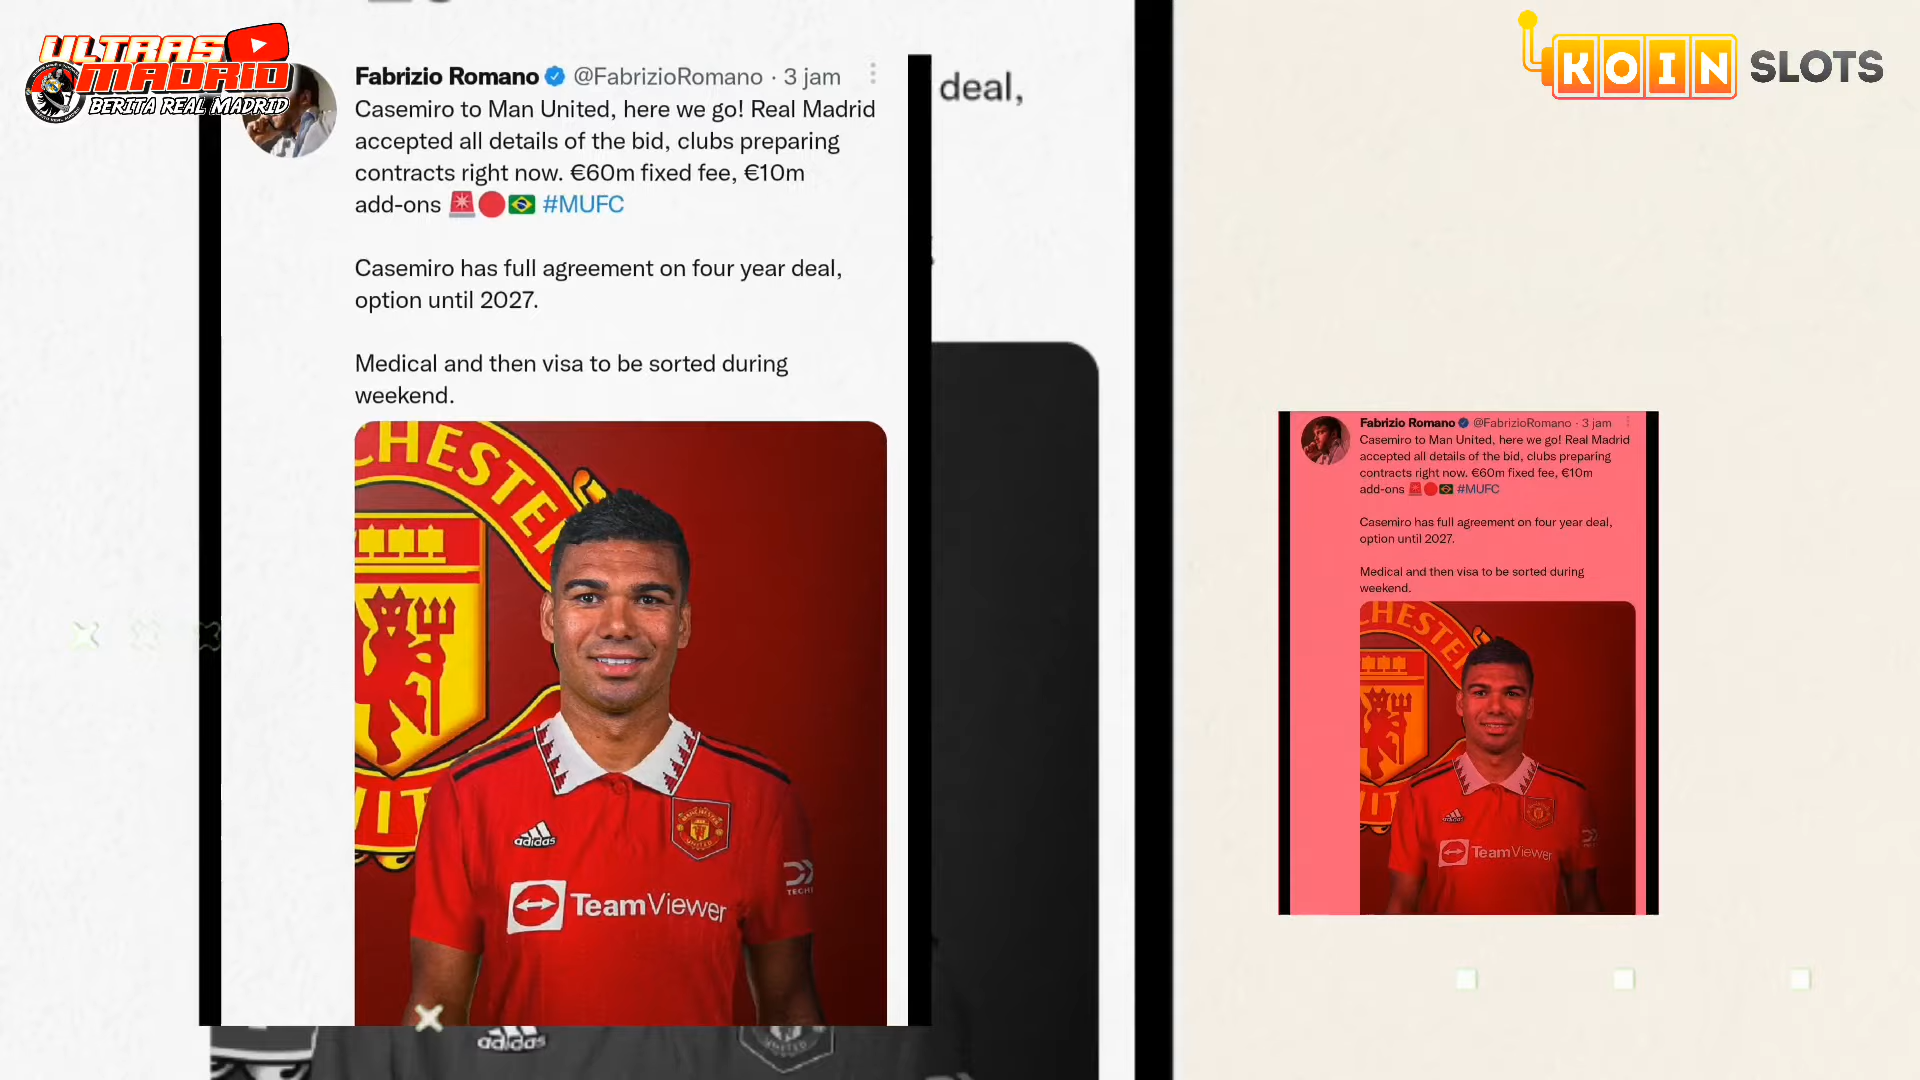 ULTRAS
MADRID
BERITA REAL MADRID
KOIN SLOTS
Fabrizio Romano @FabrizioRomano · 3 jam
Casemiro to Man United, here we go! Real Madrid
accepted all details of the bid, clubs preparing
contracts right now. €60m fixed fee, €10m
add-ons 🚨🔴🇧🇷 #MUFC
Casemiro has full agreement on four year deal,
option until 2027.
Medical and then visa to be sorted during
weekend.
CHESTER
adidas
MANCHESTER
UNITED
TeamViewer
deal,
adidas
Fabrizio Romano @FabrizioRomano · 3 jam
Casemiro to Man United, here we go! Real Madrid
accepted all details of the bid, clubs preparing
contracts right now. €60m fixed fee, €10m
add-ons 🚨🔴🇧🇷 #MUFC
Casemiro has full agreement on four year deal,
option until 2027.
Medical and then visa to be sorted during
weekend.
HESTE
adidas
TeamViewer